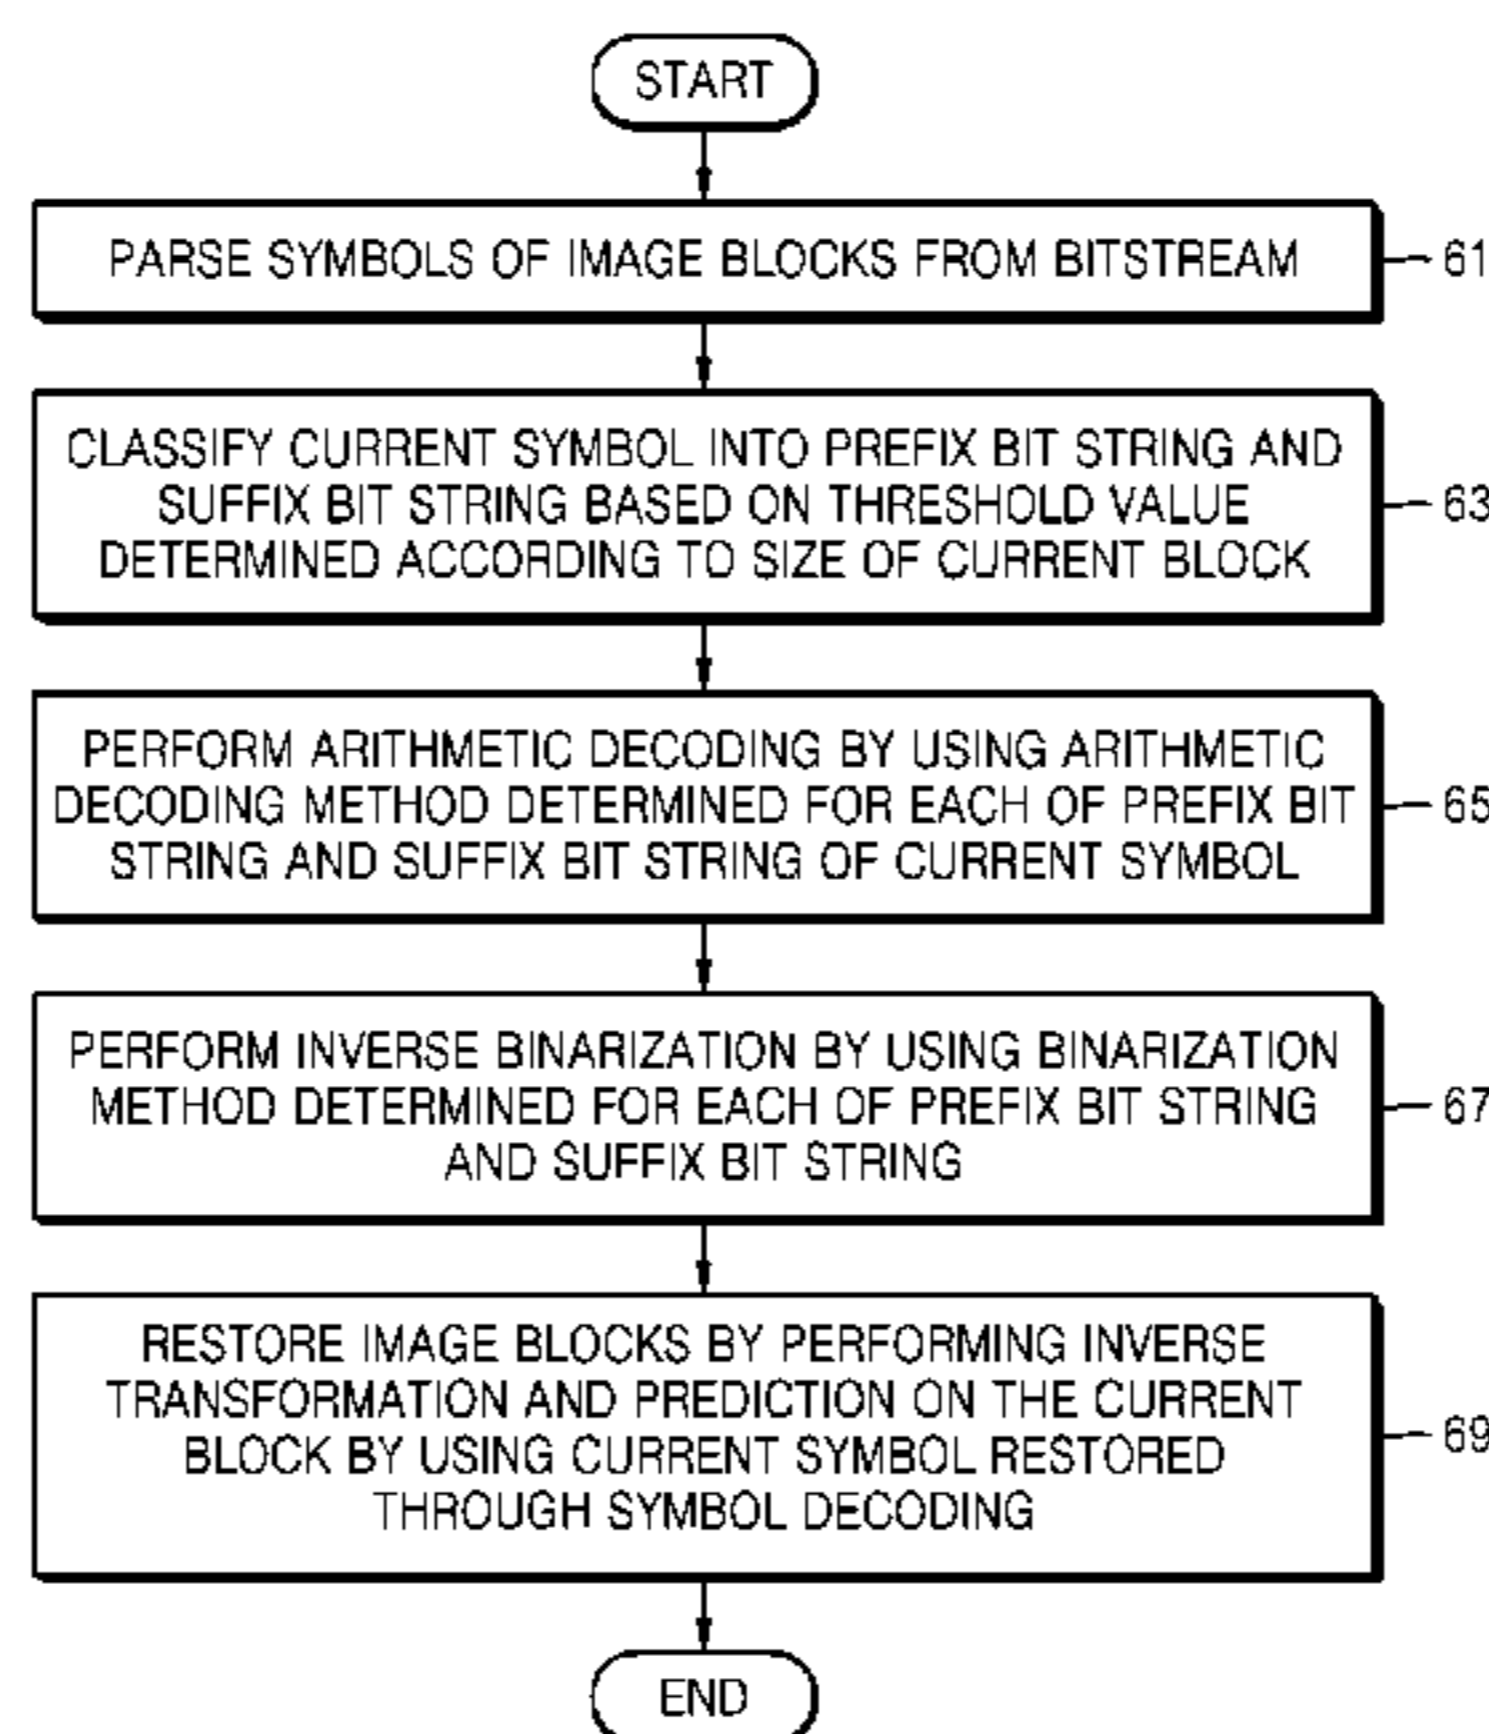 START
PARSE SYMBOLS OF IMAGE BLOCKS FROM BITSTREAM
61
CLASSIFY CURRENT SYMBOL INTO PREFIX BIT STRING AND
SUFFIX BIT STRING BASED ON THRESHOLD VALUE
DETERMINED ACCORDING TO SIZE OF CURRENT BLOCK
63
PERFORM ARITHMETIC DECODING BY USING ARITHMETIC
DECODING METHOD DETERMINED FOR EACH OF PREFIX BIT
STRING AND SUFFIX BIT STRING OF CURRENT SYMBOL
65
PERFORM INVERSE BINARIZATION BY USING BINARIZATION
METHOD DETERMINED FOR EACH OF PREFIX BIT STRING
AND SUFFIX BIT STRING
67
RESTORE IMAGE BLOCKS BY PERFORMING INVERSE
TRANSFORMATION AND PREDICTION ON THE CURRENT
BLOCK BY USING CURRENT SYMBOL RESTORED
THROUGH SYMBOL DECODING
69
END